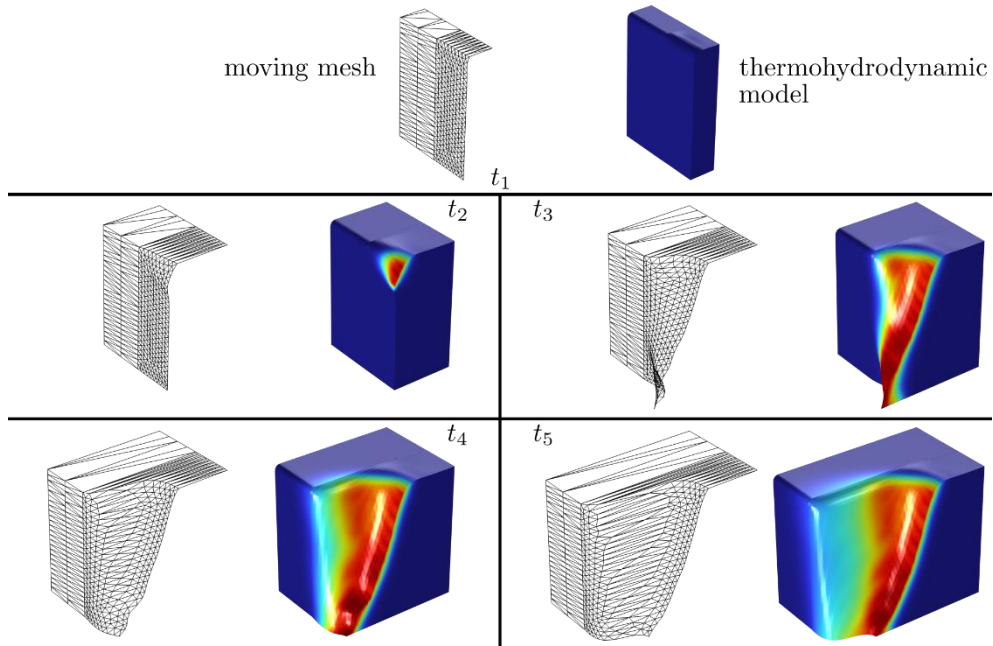 moving mesh
thermohydrodynamic
model
t₁
t₂
t₃
t₄
t₅